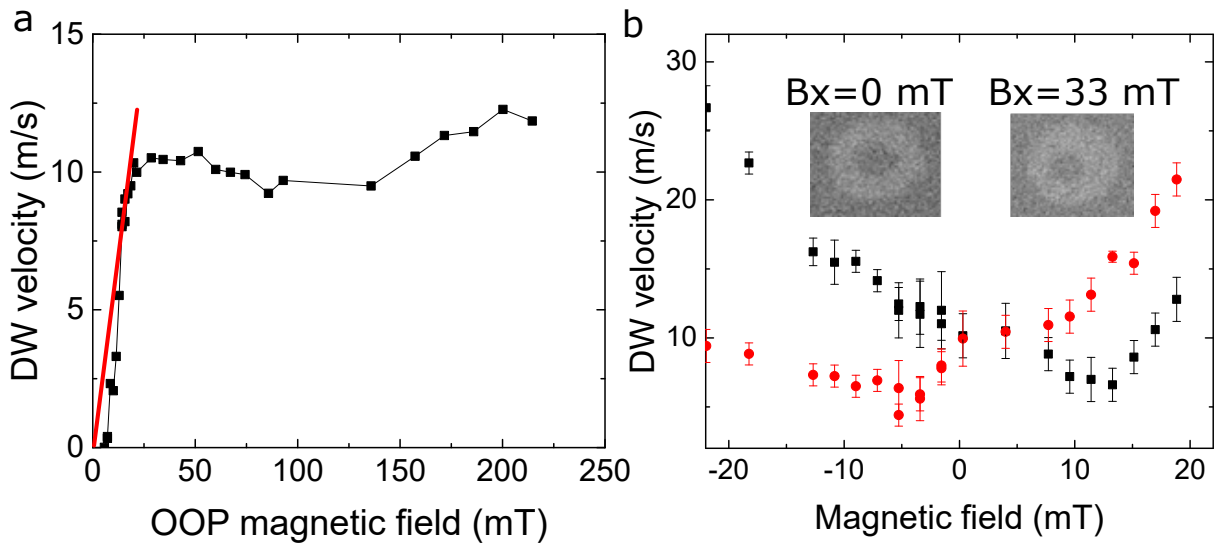 a
15
10
5
0
DW velocity (m/s)
0 50 100 150 200 250
OOP magnetic field (mT)
b
30
20
10
DW velocity (m/s)
Bx=0 mT Bx=33 mT
-20 -10 0 10 20
Magnetic field (mT)